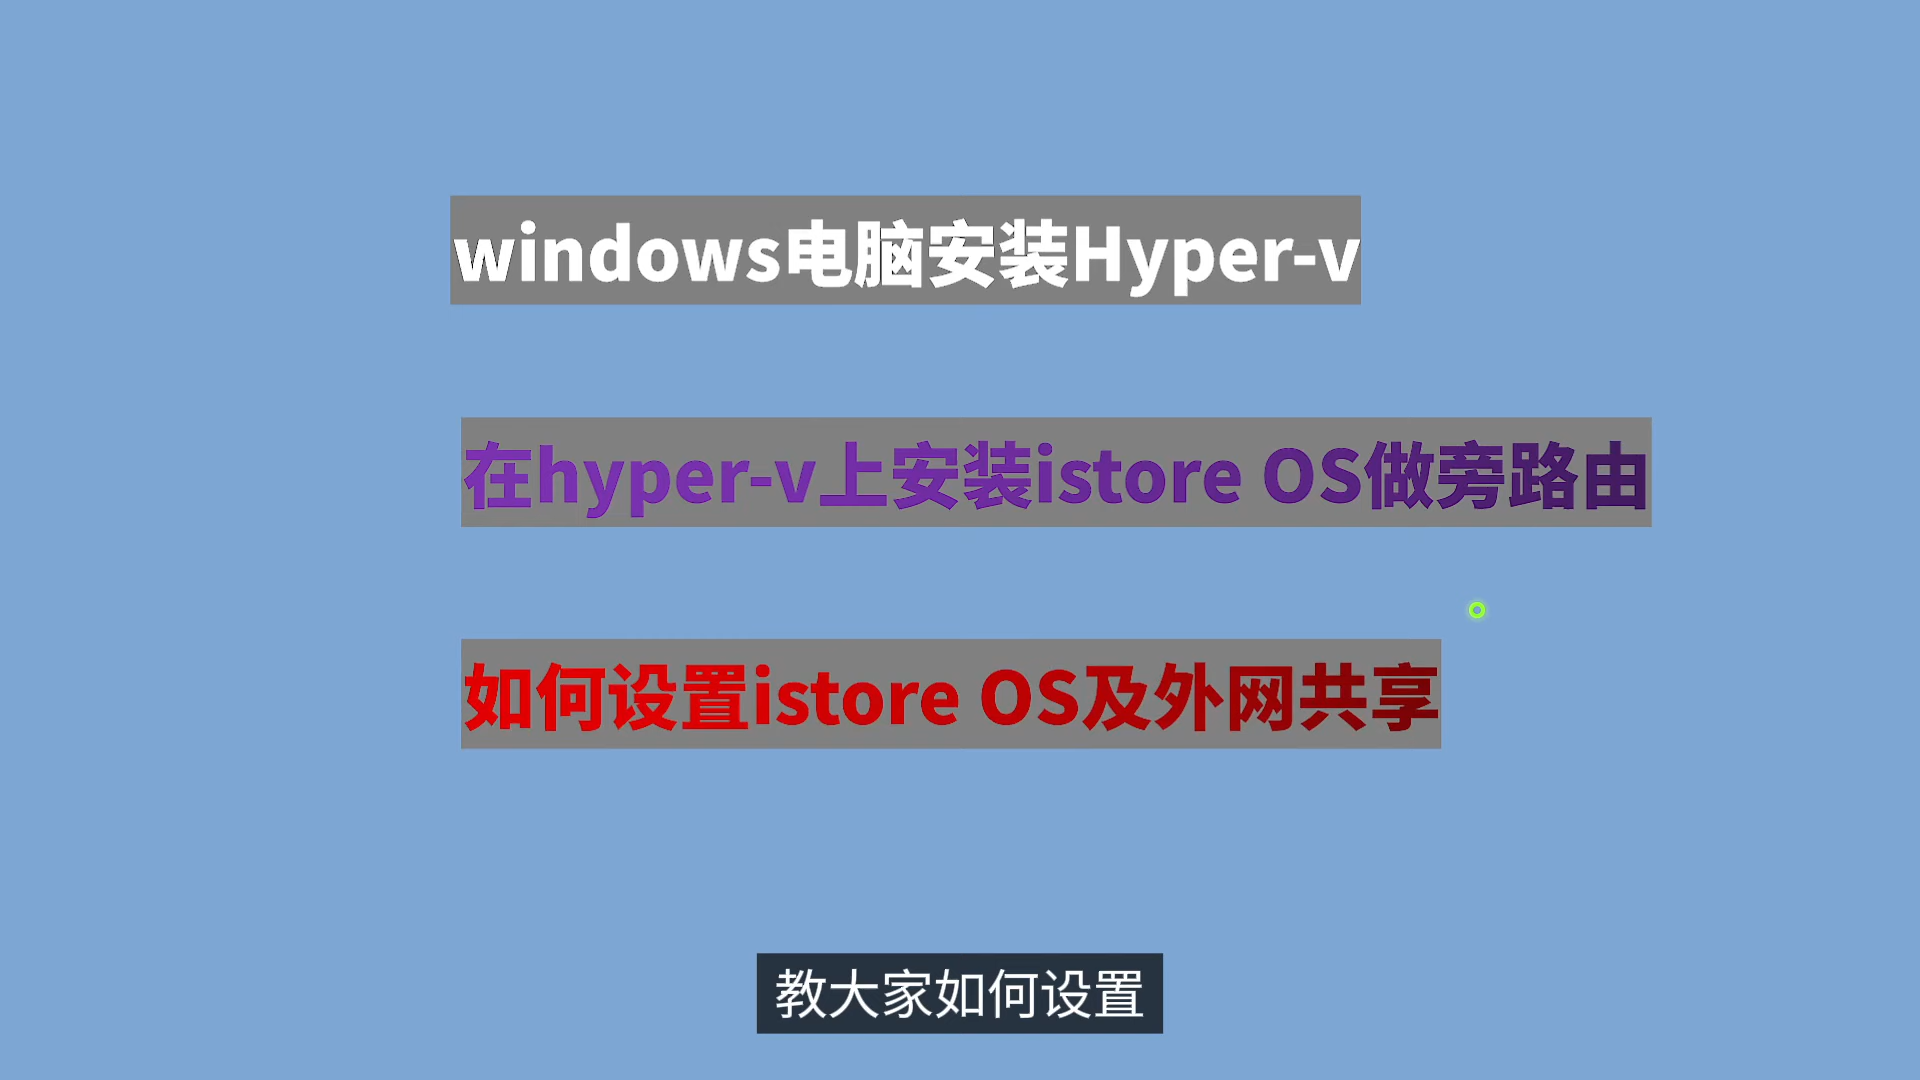 windows电脑安装Hyper-v
在hyper-v上安装istore OS做旁路由
如何设置istore OS及外网共享
教大家如何设置